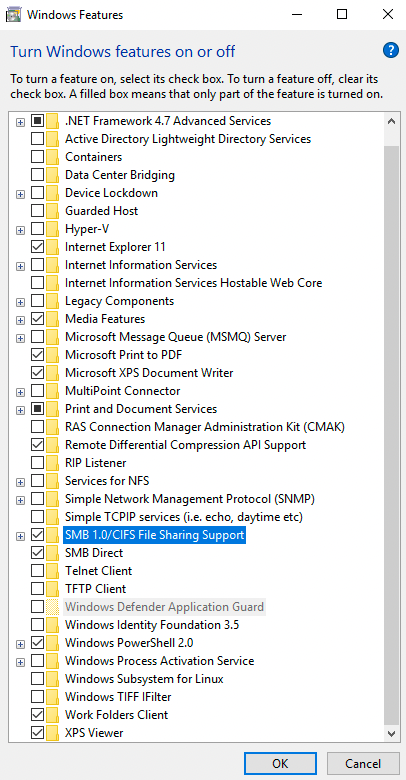 Windows Features
Turn Windows features on or off
?
To turn a feature on, select its check box. To turn a feature off, clear its
check box. A filled box means that only part of the feature is turned on.
.NET Framework 4.7 Advanced Services
Active Directory Lightweight Directory Services
Containers
Data Center Bridging
Device Lockdown
Guarded Host
Hyper-V
Internet Explorer 11
Internet Information Services
Internet Information Services Hostable Web Core
Legacy Components
Media Features
Microsoft Message Queue (MSMQ) Server
Microsoft Print to PDF
Microsoft XPS Document Writer
MultiPoint Connector
Print and Document Services
RAS Connection Manager Administration Kit (CMAK)
Remote Differential Compression API Support
RIP Listener
Services for NFS
Simple Network Management Protocol (SNMP)
Simple TCPIP services (i.e. echo, daytime etc)
SMB 1.0/CIFS File Sharing Support
SMB Direct
Telnet Client
TFTP Client
Windows Defender Application Guard
Windows Identity Foundation 3.5
Windows PowerShell 2.0
Windows Process Activation Service
Windows Subsystem for Linux
Windows TIFF IFilter
Work Folders Client
XPS Viewer
OK
Cancel